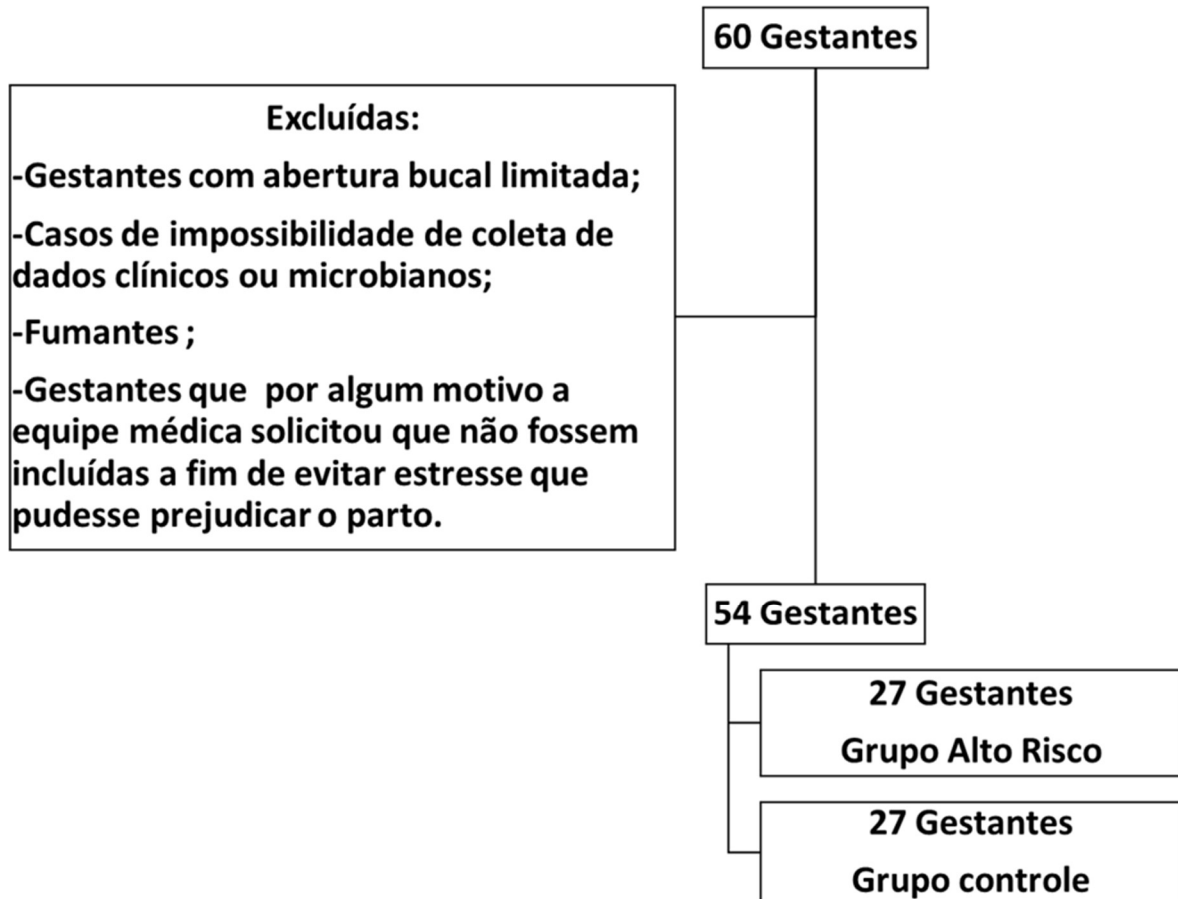 60 Gestantes
Excluídas:
-Gestantes com abertura bucal limitada;
-Casos de impossibilidade de coleta de
dados clínicos ou microbianos;
-Fumantes ;
-Gestantes que  por algum motivo a
equipe médica solicitou que não fossem
incluídas a fim de evitar estresse que
pudesse prejudicar o parto.
54 Gestantes
27 Gestantes
Grupo Alto Risco
27 Gestantes
Grupo controle